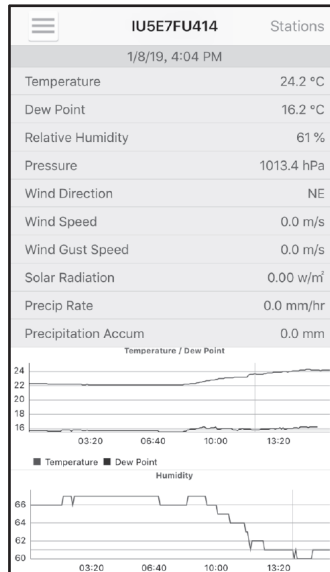 IU5E7FU414 Stations
1/8/19, 4:04 PM
Temperature 24.2 °C
Dew Point 16.2 °C
Relative Humidity 61 %
Pressure 1013.4 hPa
Wind Direction NE
Wind Speed 0.0 m/s
Wind Gust Speed 0.0 m/s
Solar Radiation 0.00 w/m²
Precip Rate 0.0 mm/hr
Precipitation Accum 0.0 mm
Temperature / Dew Point
24
22
20
18
16
03:20 06:40 10:00 13:20
Temperature Dew Point
Humidity
66
64
62
60
03:20 06:40 10:00 13:20